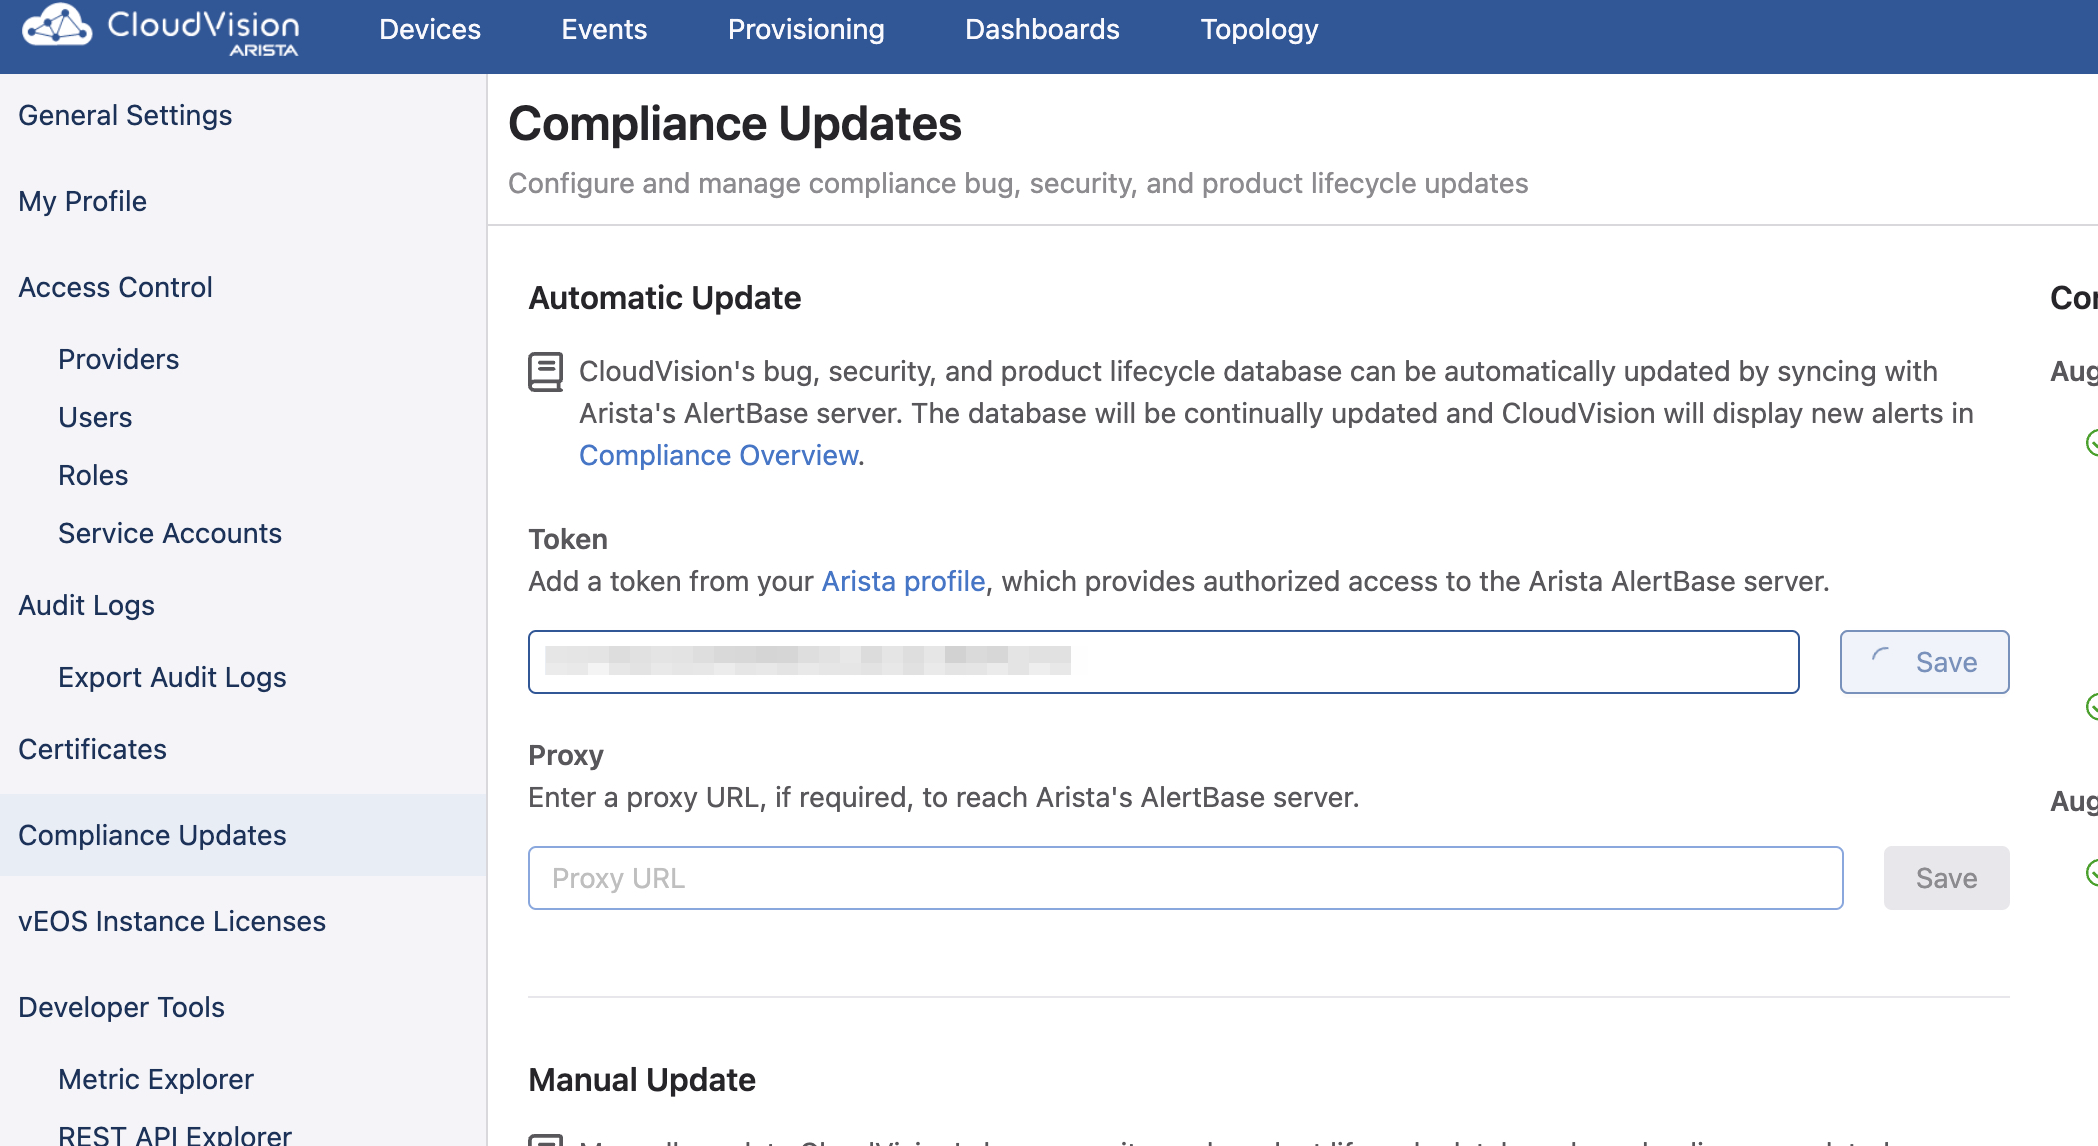 CloudVision
ARISTA
Devices
Events
Provisioning
Dashboards
Topology
General Settings
My Profile
Access Control
Providers
Users
Roles
Service Accounts
Audit Logs
Export Audit Logs
Certificates
Compliance Updates
vEOS Instance Licenses
Developer Tools
Metric Explorer
REST API Explorer
Compliance Updates
Configure and manage compliance bug, security, and product lifecycle updates
Automatic Update
CloudVision's bug, security, and product lifecycle database can be automatically updated by syncing with
Arista's AlertBase server. The database will be continually updated and CloudVision will display new alerts in
Compliance Overview.
Token
Add a token from your Arista profile, which provides authorized access to the Arista AlertBase server.
Save
Proxy
Enter a proxy URL, if required, to reach Arista's AlertBase server.
Proxy URL
Save
Manual Update
Aug
Aug